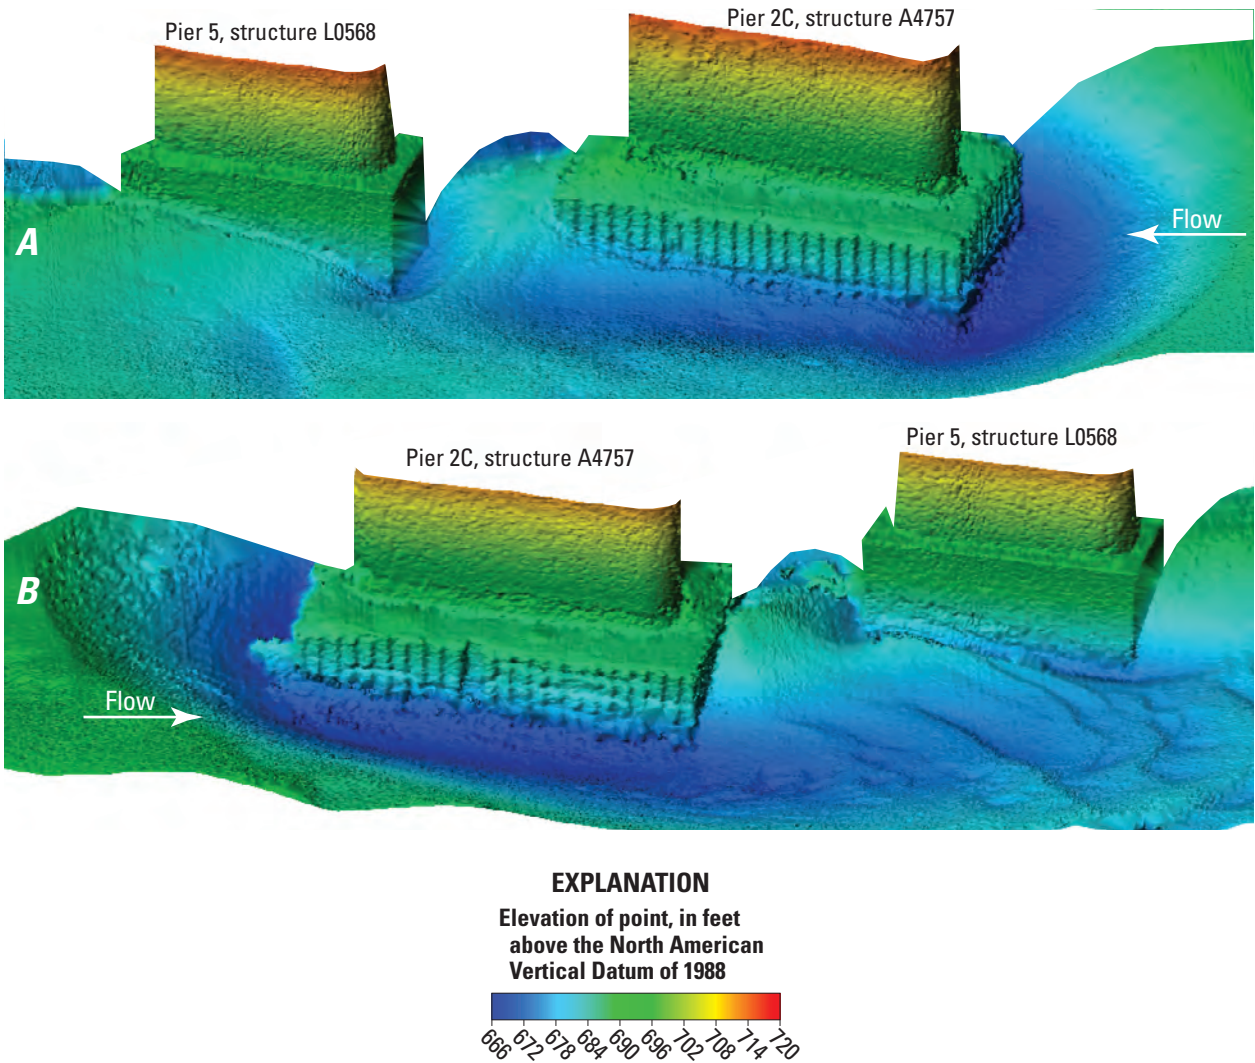 Pier 5, structure L0568
Pier 2C, structure A4757
A
Flow
Pier 2C, structure A4757
Pier 5, structure L0568
B
Flow
EXPLANATION
Elevation of point, in feet
above the North American
Vertical Datum of 1988
666 672 678 684 690 696 702 708 714 720